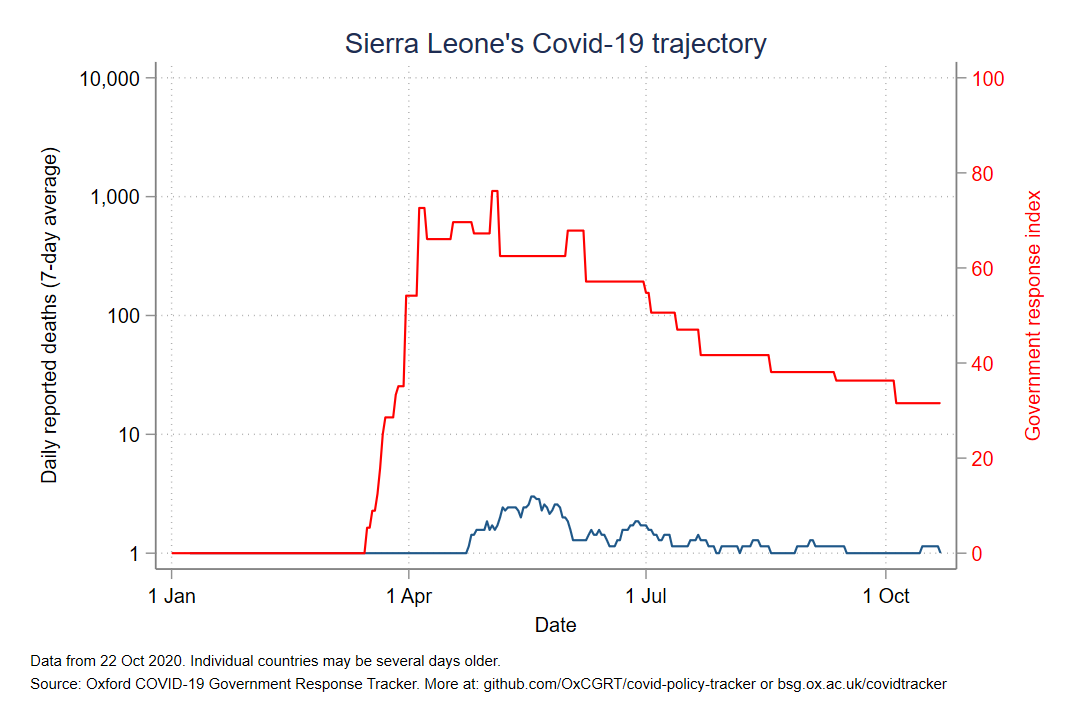 Sierra Leone's Covid-19 trajectory
Daily reported deaths (7-day average)
10,000
1,000
100
10
1
100
80
60
40
20
0
Government response index
1 Jan
1 Apr
1 Jul
1 Oct
Date
Data from 22 Oct 2020. Individual countries may be several days older.
Source: Oxford COVID-19 Government Response Tracker. More at: github.com/OxCGRT/covid-policy-tracker or bsg.ox.ac.uk/covidtracker